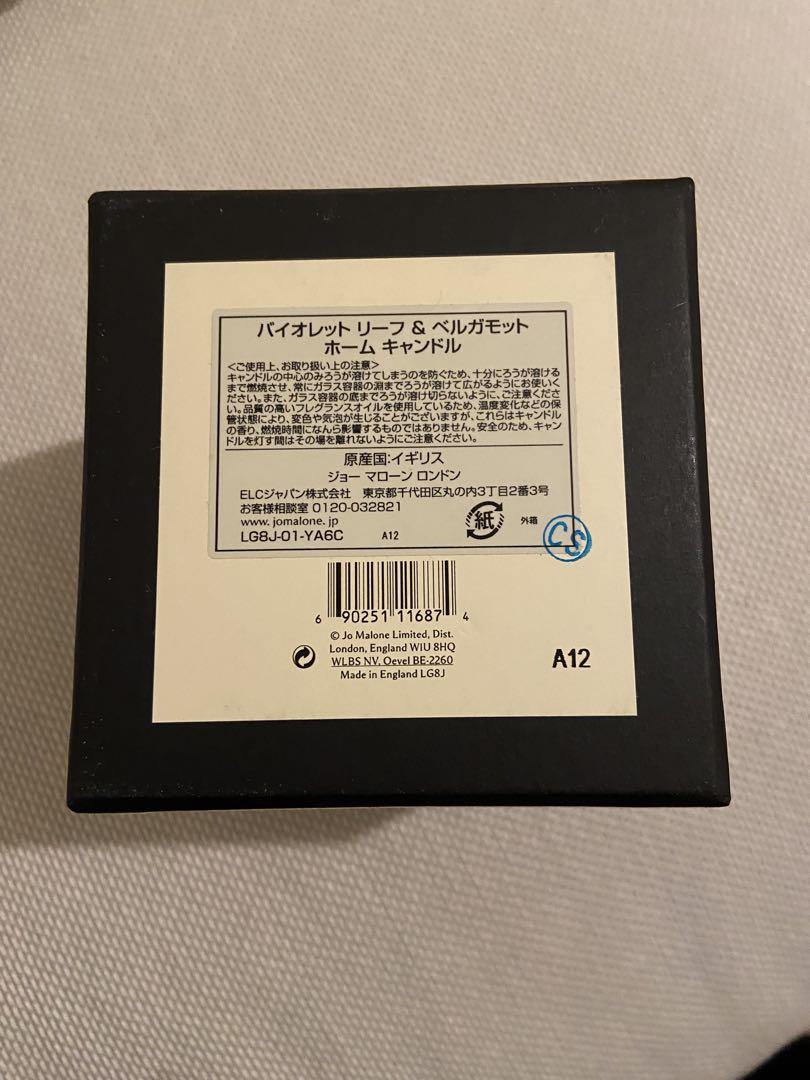 バイオレット リーフ & ベルガモット
ホーム キャンドル
<ご使用上、お取り扱い上の注意>
キャンドルの中心のみろうが溶けてしまうのを防ぐため、十分にろうが溶ける
まで燃焼させ、常にガラス容器の淵までろうが溶けて広がるようにお使いく
ださい。また、ガラス容器の底までろうが溶け切らないように、ご注意くださ
い。品質の高いフレグランスオイルを使用しているため、温度変化などの保
管状態により、変色や気泡が生じることがございますが、これらはキャンドル
の香り、燃焼時間になんら影響するものではありません。安全のため、キャン
ドルを灯す間はその場を離れないようにご注意ください。
原産国:イギリス
ジョー マローン ロンドン
ELCジャパン株式会社 東京都千代田区丸の内3丁目2番3号
お客様相談室 0120-032821
www.jomalone.jp
LG8J-01-YA6C A12
紙 外箱
CS
6 90251 11687 4
© Jo Malone Limited, Dist.
London, England W1U 8HQ
WLBS NV. Oevel BE-2260
Made in England LG8J
A12